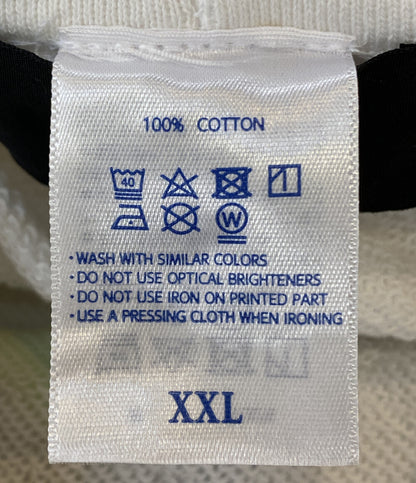 100% COTTON
40
W
• WASH WITH SIMILAR COLORS
• DO NOT USE OPTICAL BRIGHTENERS
• DO NOT USE IRON ON PRINTED PART
• USE A PRESSING CLOTH WHEN IRONING
XXL